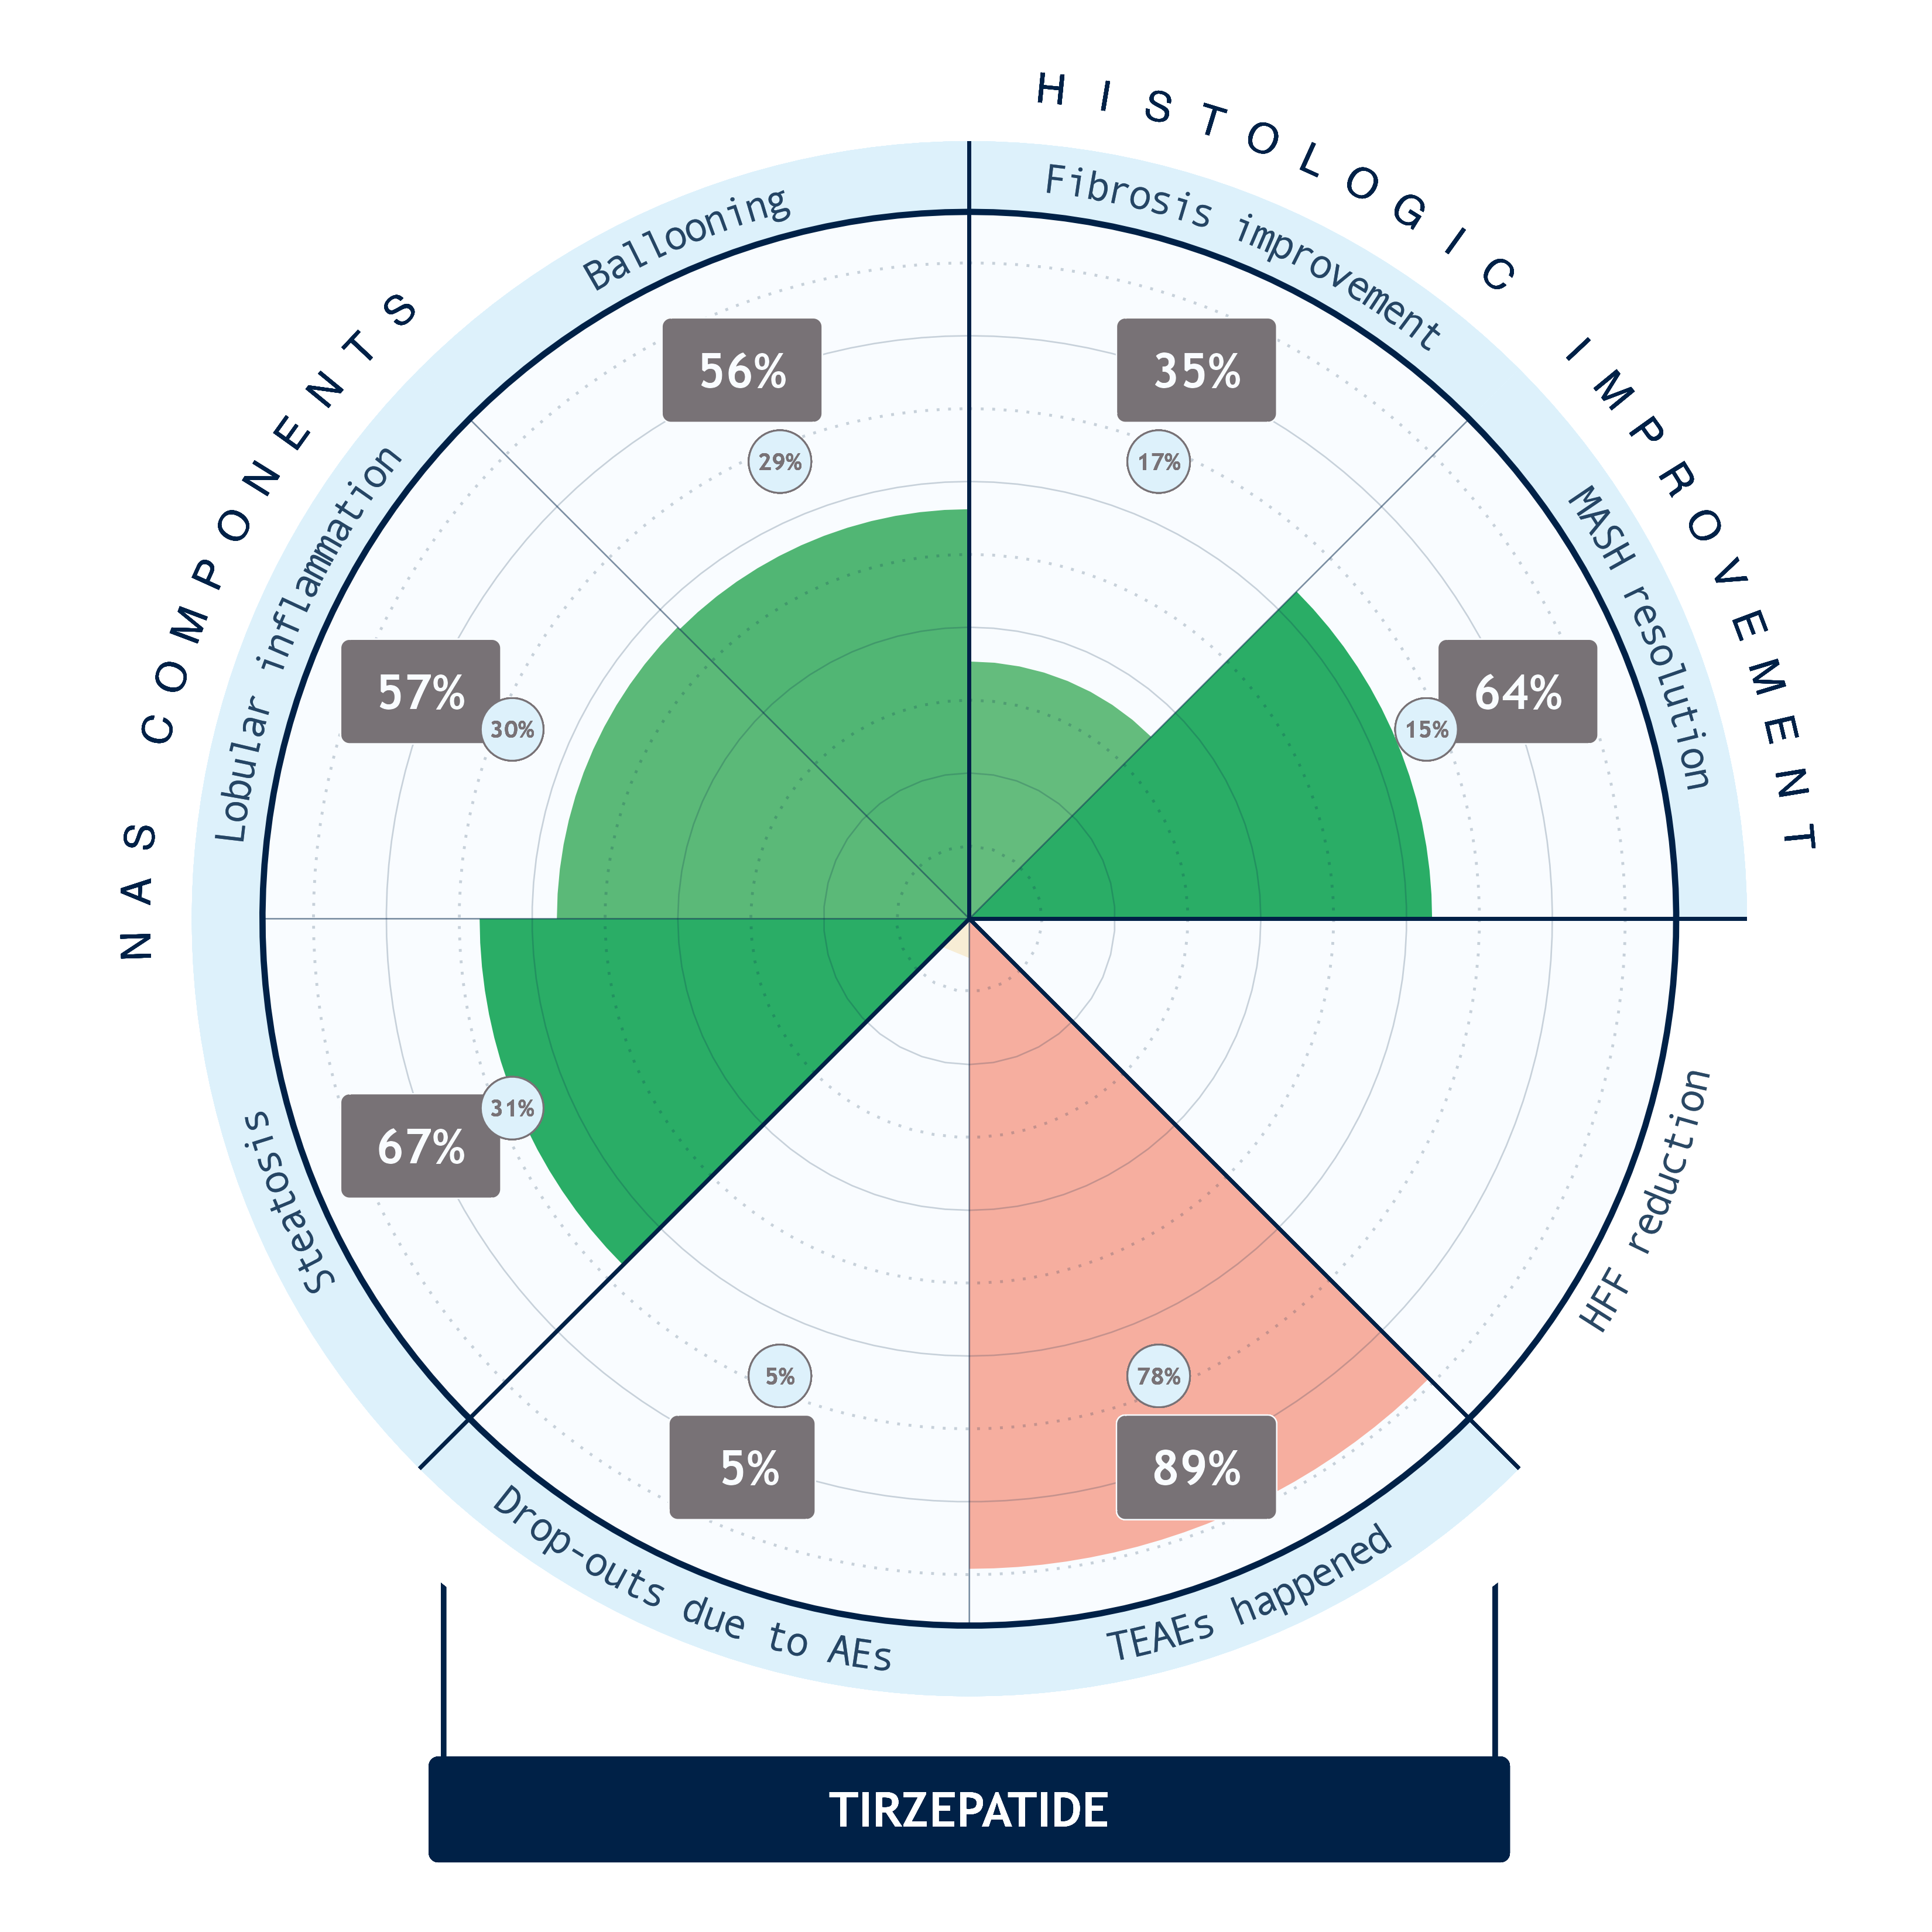 HISTOLOGIC IMPROVEMENT
NAS COMPONENTS
Fibrosis improvement
35%
17%
MASH resolution
64%
15%
HFF reduction
TEAEs happened
89%
78%
Drop-outs due to AEs
5%
5%
Steatosis
67%
31%
Lobular inflammation
57%
30%
Ballooning
56%
29%
TIRZEPATIDE